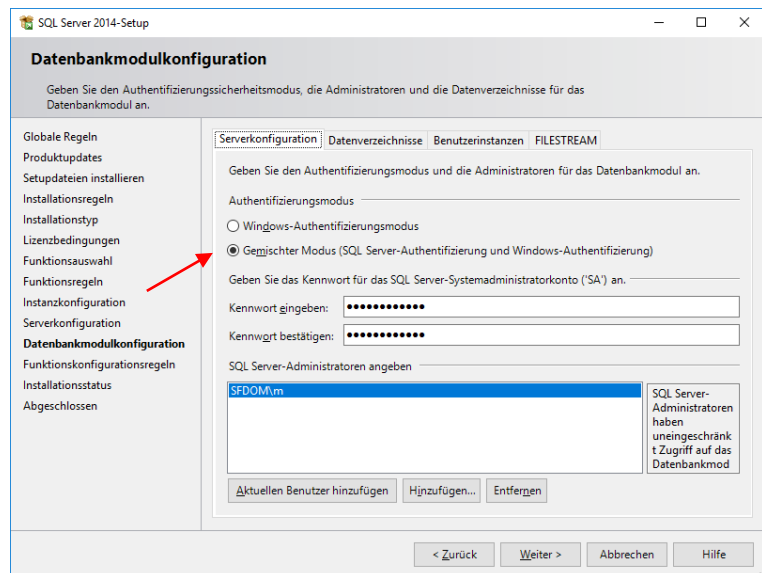 SQL Server 2014-Setup
Datenbankmodulkonfiguration
Geben Sie den Authentifizierungssicherheitsmodus, die Administratoren und die Datenverzeichnisse für das
Datenbankmodul an.
Globale Regeln
Produktupdates
Setupdateien installieren
Installationsregeln
Installationstyp
Lizenzbedingungen
Funktionsauswahl
Funktionsregeln
Instanzkonfiguration
Serverkonfiguration
Datenbankmodulkonfiguration
Funktionskonfigurationsregeln
Installationsstatus
Abgeschlossen
Serverkonfiguration Datenverzeichnisse Benutzerinstanzen FILESTREAM
Geben Sie den Authentifizierungsmodus und die Administratoren für das Datenbankmodul an.
Authentifizierungsmodus
Windows-Authentifizierungsmodus
Gemischter Modus (SQL Server-Authentifizierung und Windows-Authentifizierung)
Geben Sie das Kennwort für das SQL Server-Systemadministratorkonto ('SA') an.
Kennwort eingeben: ●●●●●●●●●●●●
Kennwort bestätigen: ●●●●●●●●●●●●
SQL Server-Administratoren angeben
SFDOM\m
SQL Server-
Administratoren
haben
uneingeschränk
t Zugriff auf das
Datenbankmod
Aktuellen Benutzer hinzufügen Hinzufügen... Entfernen
< Zurück Weiter > Abbrechen Hilfe